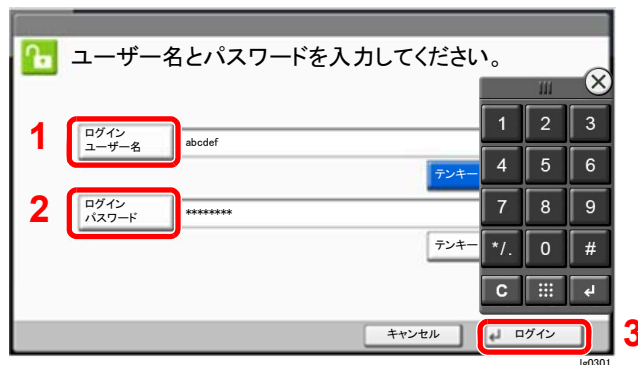 ユーザー名とパスワードを入力してください。
1
ログイン
ユーザー名
abcdef
テンキー
2
ログイン
パスワード
********
テンキー
1 2 3
4 5 6
7 8 9
*/. 0 #
C
キャンセル
ログイン
3
lg0301